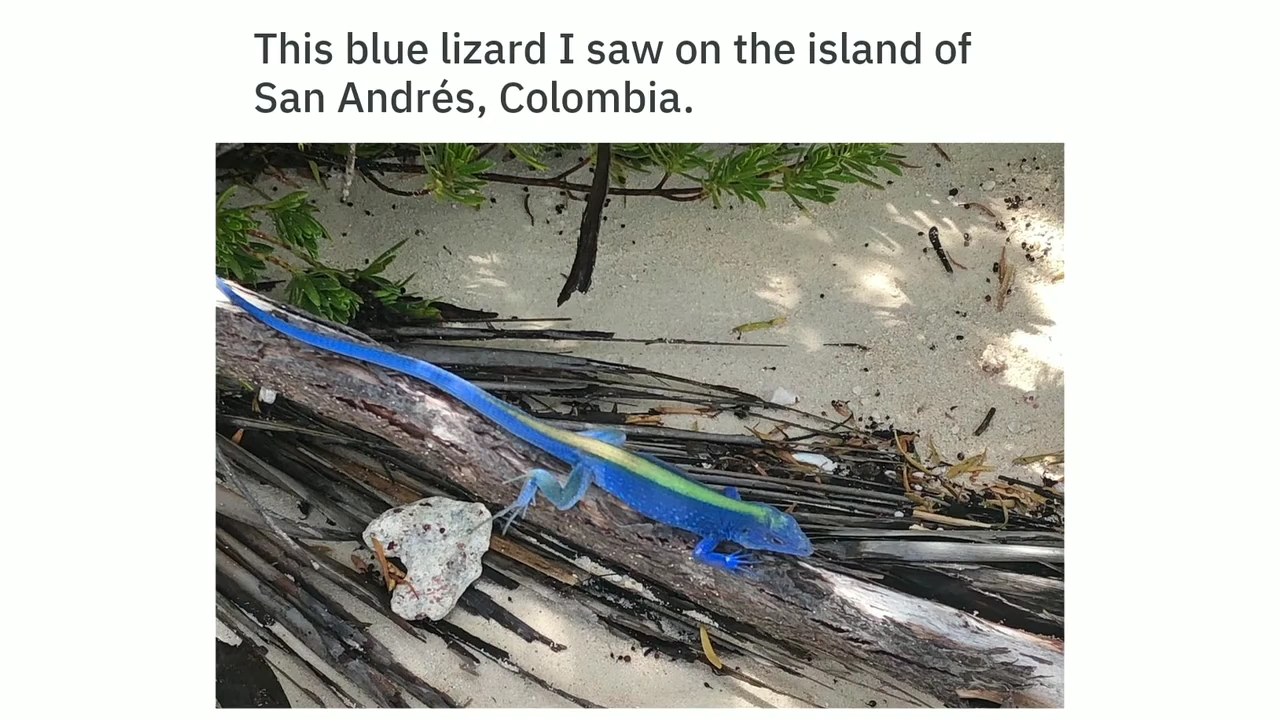 This blue lizard I saw on the island of
San Andrés, Colombia.